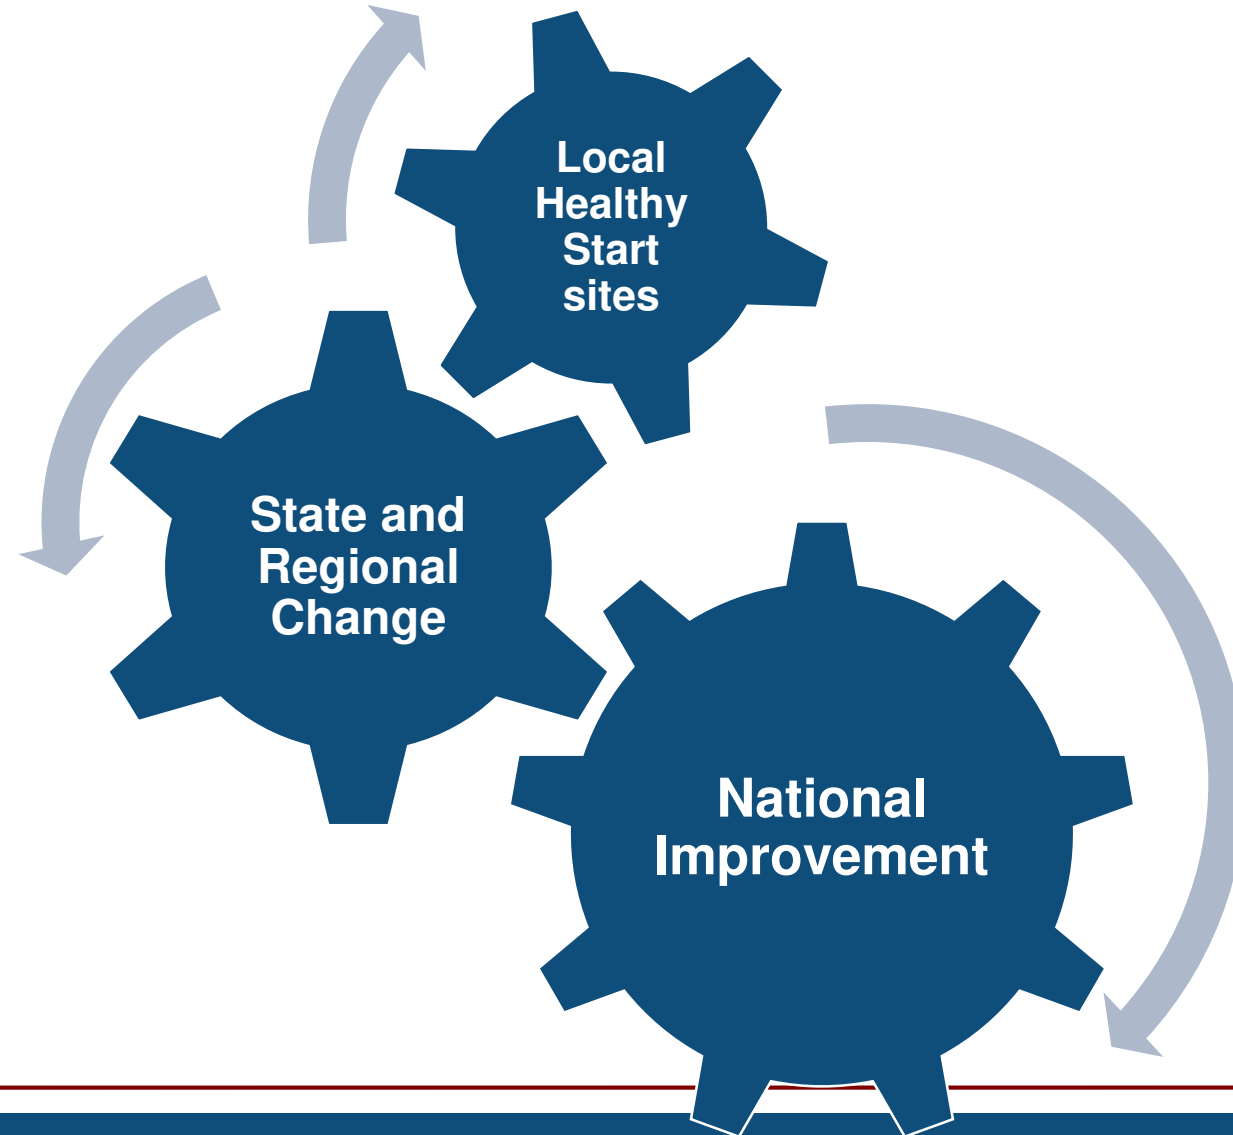 Local
Healthy
Start
sites
State and
Regional
Change
National
Improvement